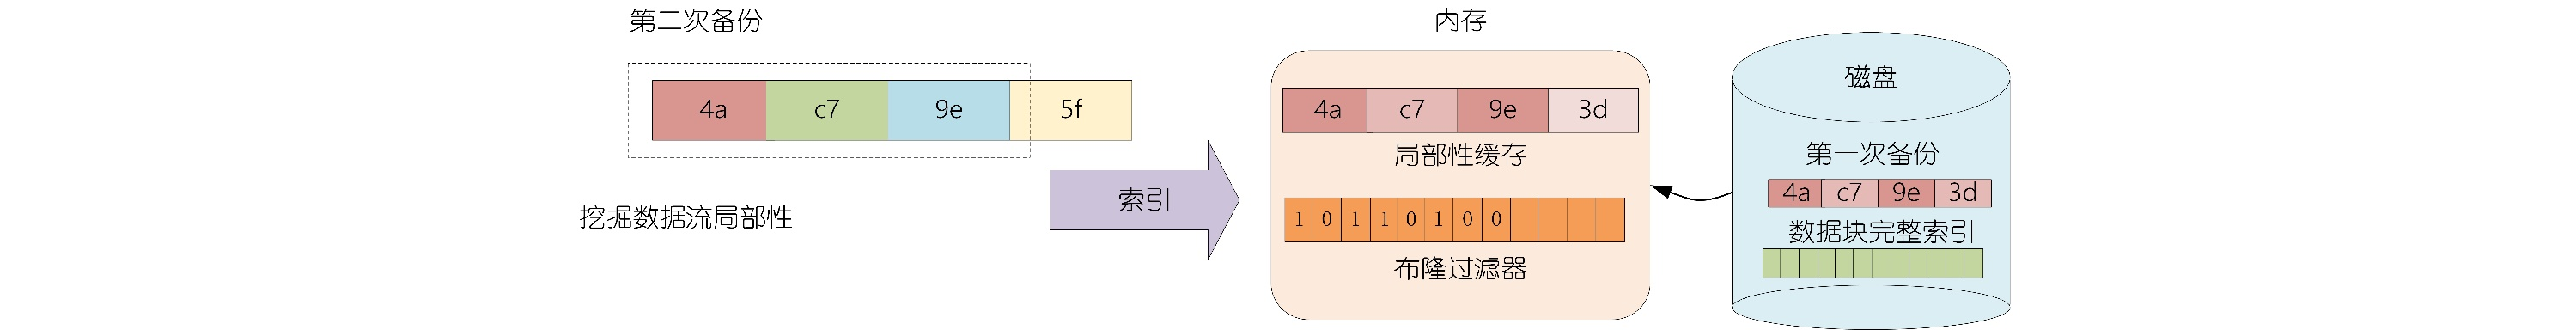 第二次备份
4a c7 9e 5f
挖掘数据流局部性
索引
内存
4a c7 9e 3d
局部性缓存
1 0 1 1 0 1 0 0
布隆过滤器
磁盘
第一次备份
4a c7 9e 3d
数据块完整索引